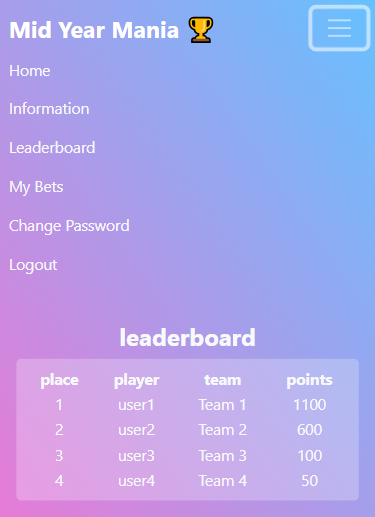 Mid Year Mania 🏆
Home
Information
Leaderboard
My Bets
Change Password
Logout
leaderboard
place player team points
1 user1 Team 1 1100
2 user2 Team 2 600
3 user3 Team 3 100
4 user4 Team 4 50